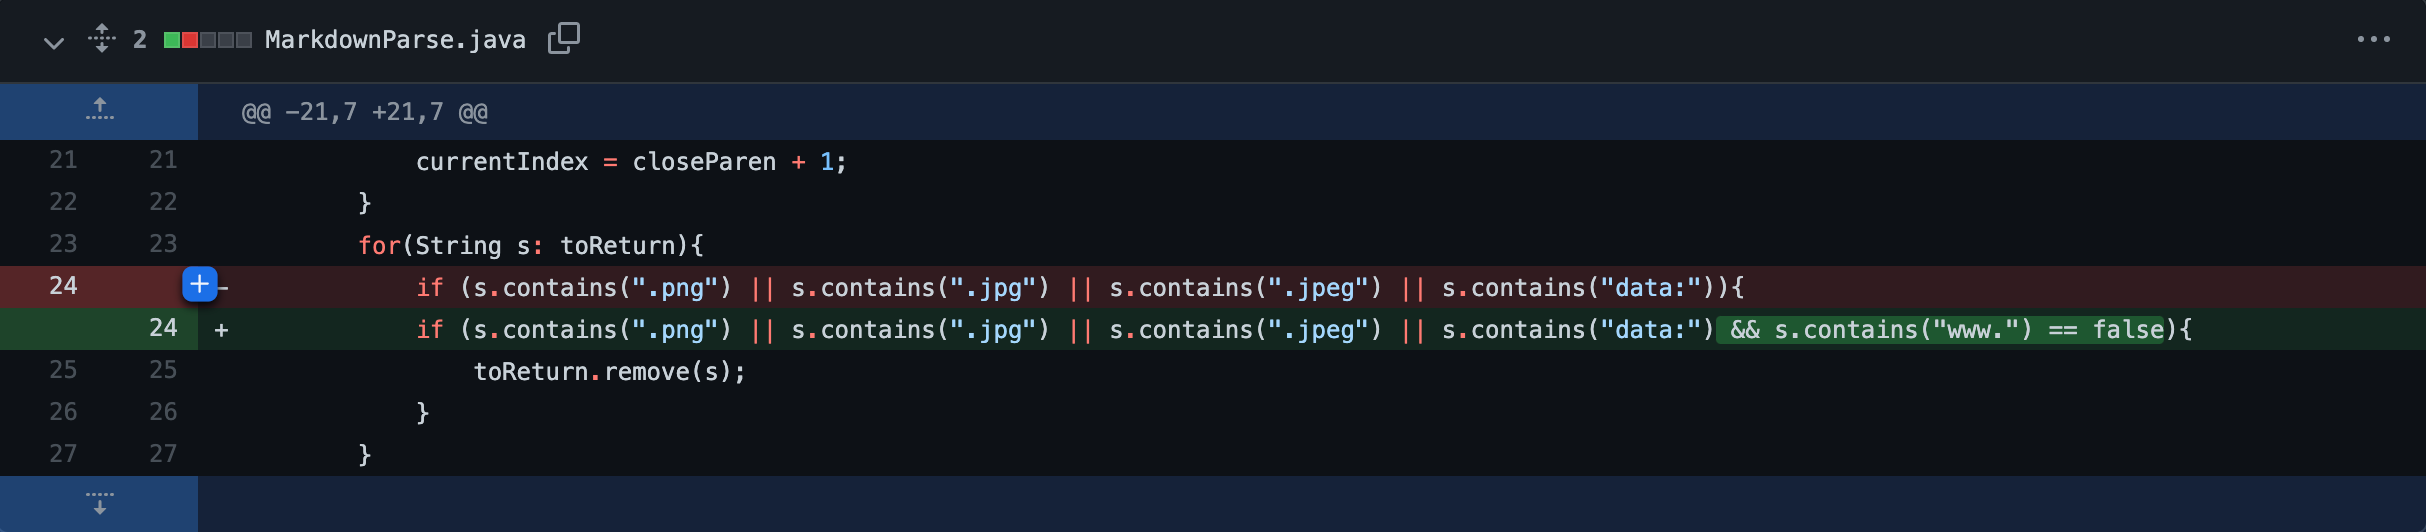 2 MarkdownParse.java
@@ -21,7 +21,7 @@
21 21 currentIndex = closeParen + 1;
22 22 }
23 23 for(String s: toReturn){
24 - if (s.contains(".png") || s.contains(".jpg") || s.contains(".jpeg") || s.contains("data:")){
24 + if (s.contains(".png") || s.contains(".jpg") || s.contains(".jpeg") || s.contains("data:") && s.contains("www.") == false){
25 25 toReturn.remove(s);
26 26 }
27 27 }